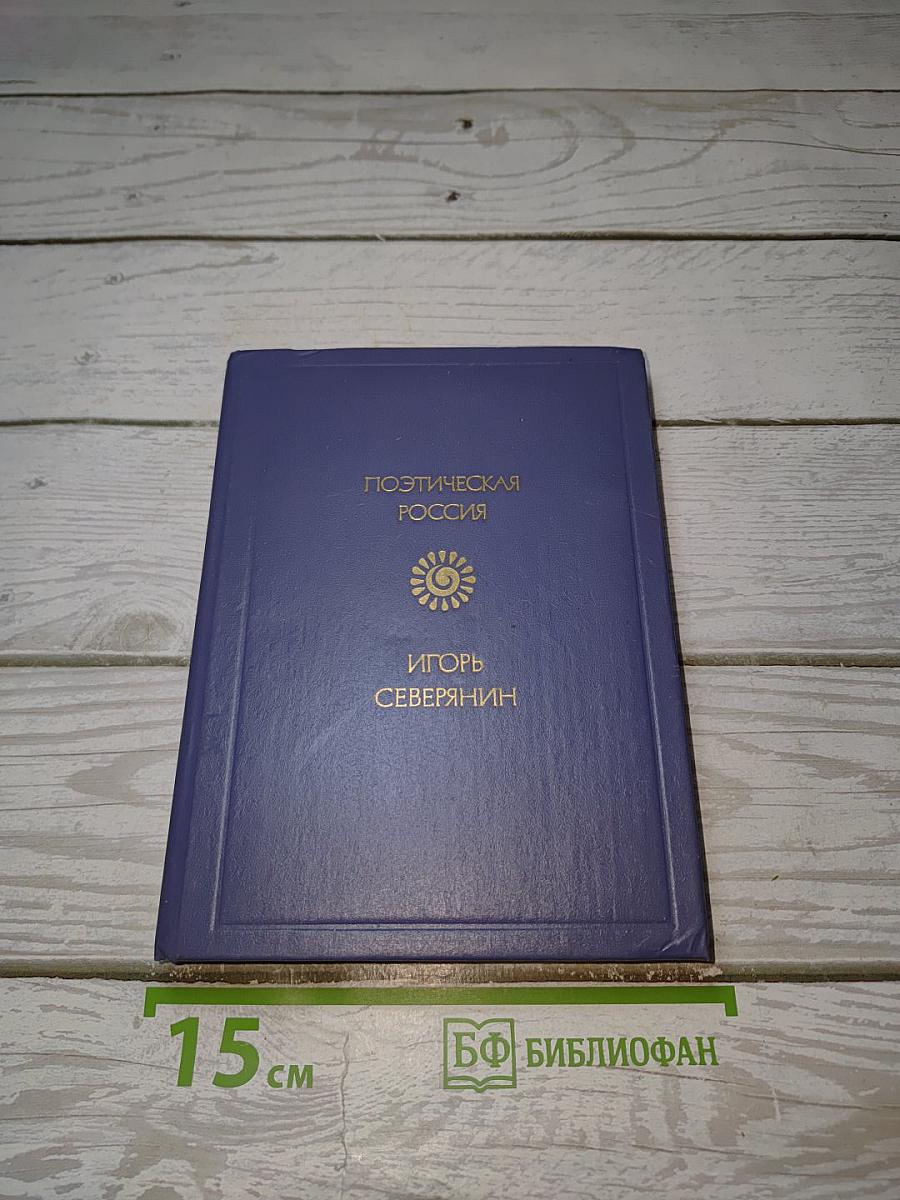 ПОЭТИЧЕСКАЯ
РОССИЯ
ИГОРЬ
СЕВЕРЯНИН
15 см
БФ БИБЛИОФАН